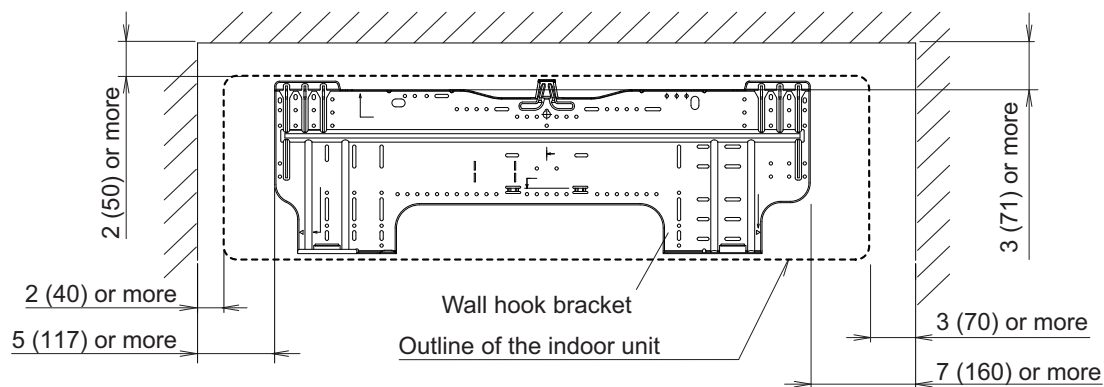 2 (50) or more
3 (71) or more
2 (40) or more
Wall hook bracket
3 (70) or more
5 (117) or more
Outline of the indoor unit
7 (160) or more